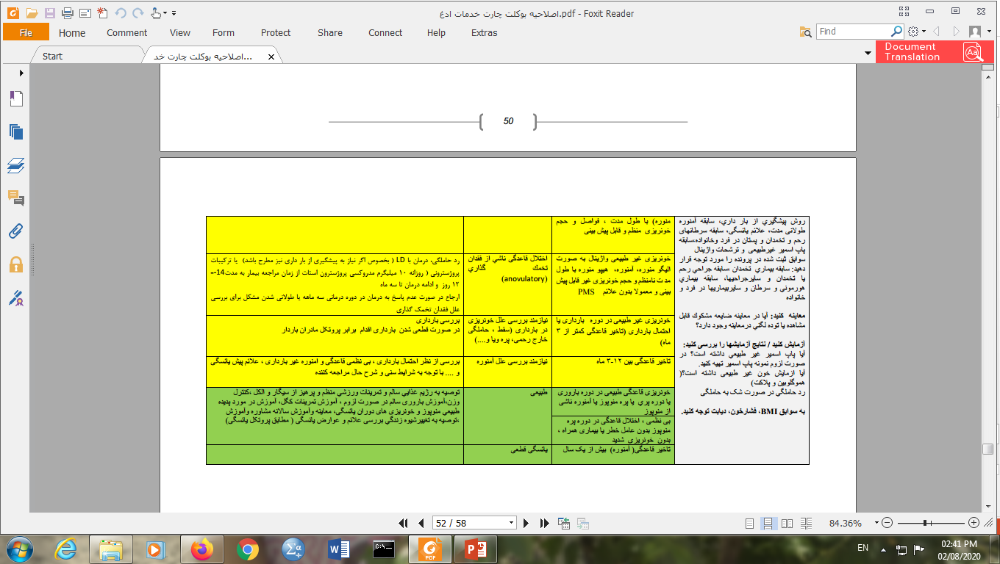 اصلاحیه بوکلت چارت خدمات ادغ.pdf - Foxit Reader
File Home Comment View Form Protect Share Connect Help Extras
Find
Start
اصلاحیه بوکلت چارت خد...
Document
Translation
50
روش پیشگیري از بار داري، سابقه آمنوره
طولانی مدت، علائم یائسگی، سابقه سرطانهای
رحم و تخمدان و پستان در فرد وخانواده،سابقه
پاپ اسمیر غیرطبیعی و ترشحات واژینال
سوابق ثبت شده در پرونده را مورد توجه قرار
دهید: سابقه بیماري تخمدان ،سابقه جراحی رحم
یا تخمدان و سایرجراحیها، سابقه بیماري
هورمونی و سرطان و سایربیماریها در فرد و
خانواده
معاینه کنید: آیا در معاینه ضایعه مشکوك قابل
مشاهده یا توده لگني درمعاینه وجود دارد؟
آزمایش کنید / نتایج آزمایشها را بررسی کنید:
آیا پاپ اسمیر غیر طبیعي داشته است؟ در
صورت لزوم نمونه پاپ اسمیر تهیه کنید.
آیا ازمایش خون غیر طبیعی داشته است؟(
هموگلوبین و پلاکت)
رد حاملگی در صورت شک به حاملگی
به سوابق BMI، فشارخون، دیابت توجه کنید.
منوره) با طول مدت ، فواصل و حجم
خونریزی منظم و قابل پیش بینی
خونریزی غیر طبیعی واژینال به صورت
الیگو منوره، آمنوره، هیپو منوره با طول
مد ت نامنظم و حجم خونریزی غیر قابل پیش
بینی و معمولا بدون علائم PMS
اختلال قاعدگی ناشي از فقدان
تخمك گذاري
(anovulatory)
رد حاملگی، درمان با LD ( بخصوص اگر نیاز به پیشگیری از بار داری نیز مطرح باشد) یا ترکیبات
پروژسترونی ( روزانه ۱۰ میلیگرم مدروکسی پروژسترون استات از زمان مراجعه بیمار به مدت14--
۱۲ روز و ادامه درمان تا سه ماه
ارجاع در صورت عدم پاسخ به درمان در دوره درمانی سه ماهه یا طولانی شدن مشکل برای بررسی
علل فقدان تخمک گذاری
خونریزی غیر طبیعی در دوره بارداری یا
احتمال بارداری (تاخیر قاعدگی کمتر از ۳
ماه)
نیازمند بررسی علل خونریزی
در بارداری (سقط ، حاملگی
خارج رحمی، پره ویا و....)
بررسی بارداری
در صورت قطعی شدن بارداری اقدام برابر پروتکل مادران باردار
تاخیر قاعدگی بین ۱۲-۳ ماه
نیازمند بررسی علل آمنوره
بررسی از نظر احتمال بارداری ، بی نظمی قاعدگی و امنوره غیر بارداری ، علائم پیش یائسگی
و .... با توجه به شرایط سنی و شرح حال مراجعه کننده
خونریزی قاعدگی طبیعی در دوره باروری
یا دوره پري یا پره منوپوز یا آمنوره ناشی
از منوپوز
طبیعی
توصیه به رژیم غذایی سالم و تمرینات ورزشي منظم و پرهیز از سیگار و الکل ،کنترل
وزن،آموزش باروری سالم در صورت لزوم ، آموزش تمرینات کگل، آموزش در مورد پدیده
طبیعی منوپوز و خونریزی های دوران یائسگی، معاینه وآموزش سالانه مشاوره وآموزش
،توصیه به تغییرشیوه زندگي بررسی علائم و عوارض یائسگی ( مطابق پروتکل یائسگی)
بی نظمی ، اختلال قاعدگی در دوره پره
منوپوز بدون عامل خطر یا بیماری همراه ،
بدون خونریزی شدید
تاخیر قاعدگی( آمنوره) بیش از یک سال
یائسگی قطعی
52 / 58
84.36%
EN
02:41 PM
02/08/2020